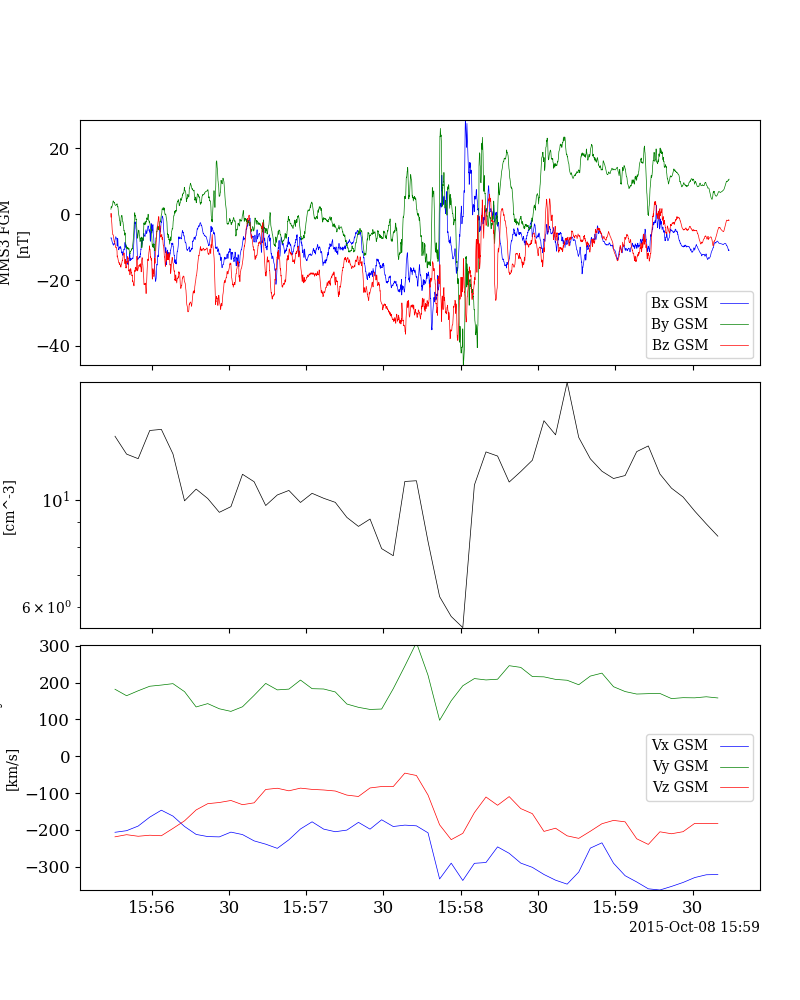 MMS3 FGM
[nT]
20
0
−20
−40
Bx GSM
By GSM
Bz GSM
[cm^-3]
10^1
6 × 10^0
[km/s]
300
200
100
0
−100
−200
−300
Vx GSM
Vy GSM
Vz GSM
15:56 30 15:57 30 15:58 30 15:59 30
2015-Oct-08 15:59